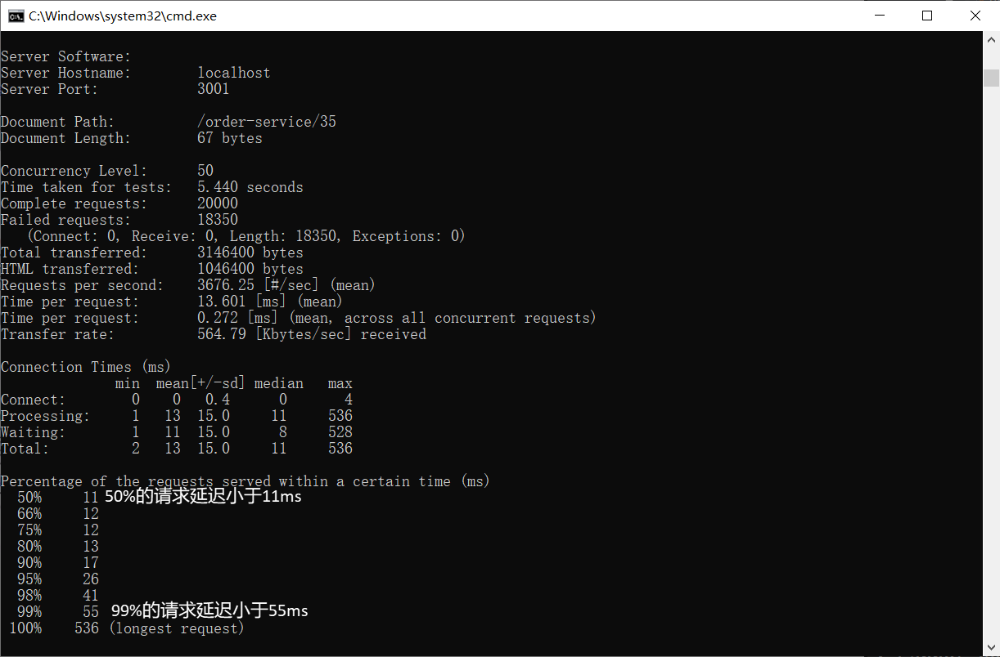 C:\Windows\system32\cmd.exe
Server Software:
Server Hostname: localhost
Server Port: 3001
Document Path: /order-service/35
Document Length: 67 bytes
Concurrency Level: 50
Time taken for tests: 5.440 seconds
Complete requests: 20000
Failed requests: 18350
(Connect: 0, Receive: 0, Length: 18350, Exceptions: 0)
Total transferred: 3146400 bytes
HTML transferred: 1046400 bytes
Requests per second: 3676.25 [#/sec] (mean)
Time per request: 13.601 [ms] (mean)
Time per request: 0.272 [ms] (mean, across all concurrent requests)
Transfer rate: 564.79 [Kbytes/sec] received
Connection Times (ms)
min mean[+/-sd] median max
Connect: 0 0 0.4 0 4
Processing: 1 13 15.0 11 536
Waiting: 1 11 15.0 8 528
Total: 2 13 15.0 11 536
Percentage of the requests served within a certain time (ms)
50% 11 50%的请求延迟小于11ms
66% 12
75% 12
80% 13
90% 17
95% 26
98% 41
99% 55 99%的请求延迟小于55ms
100% 536 (longest request)